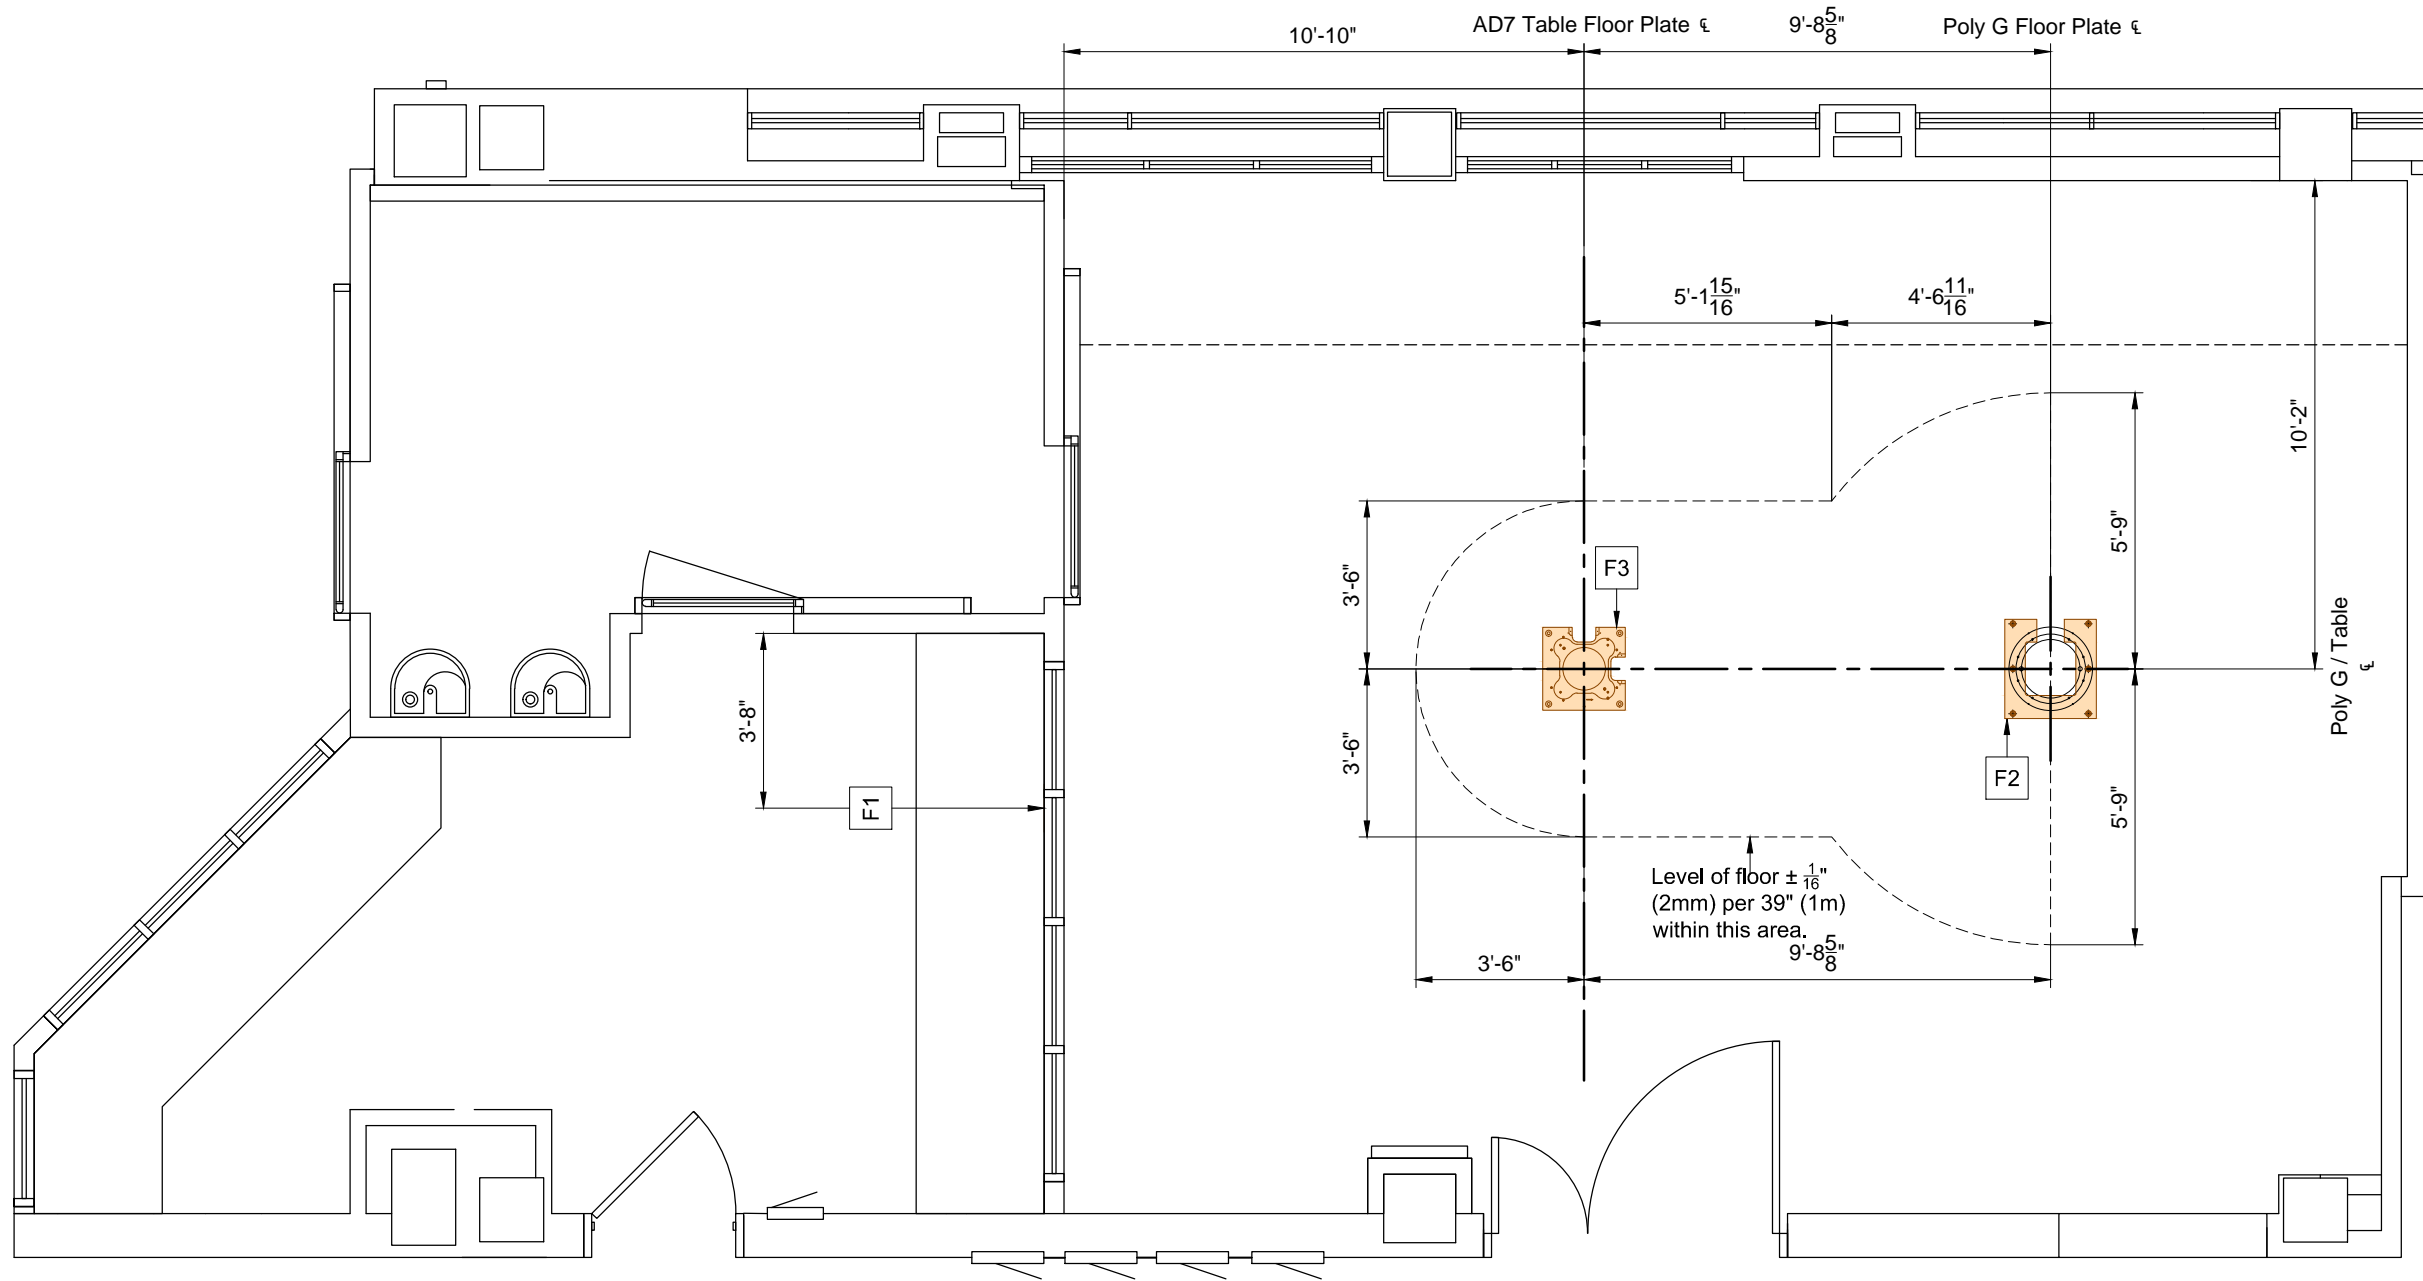 AD7 Table Floor Plate ℄
9'-8 5/8"
Poly G Floor Plate ℄
10'-10"
5'-1 15/16"
4'-6 11/16"
10'-2"
5'-9"
3'-6"
F3
Poly G / Table
℄
3'-8"
3'-6"
F2
F1
5'-9"
Level of floor ± 1/16"
(2mm) per 39" (1m)
within this area.
9'-8 5/8"
3'-6"